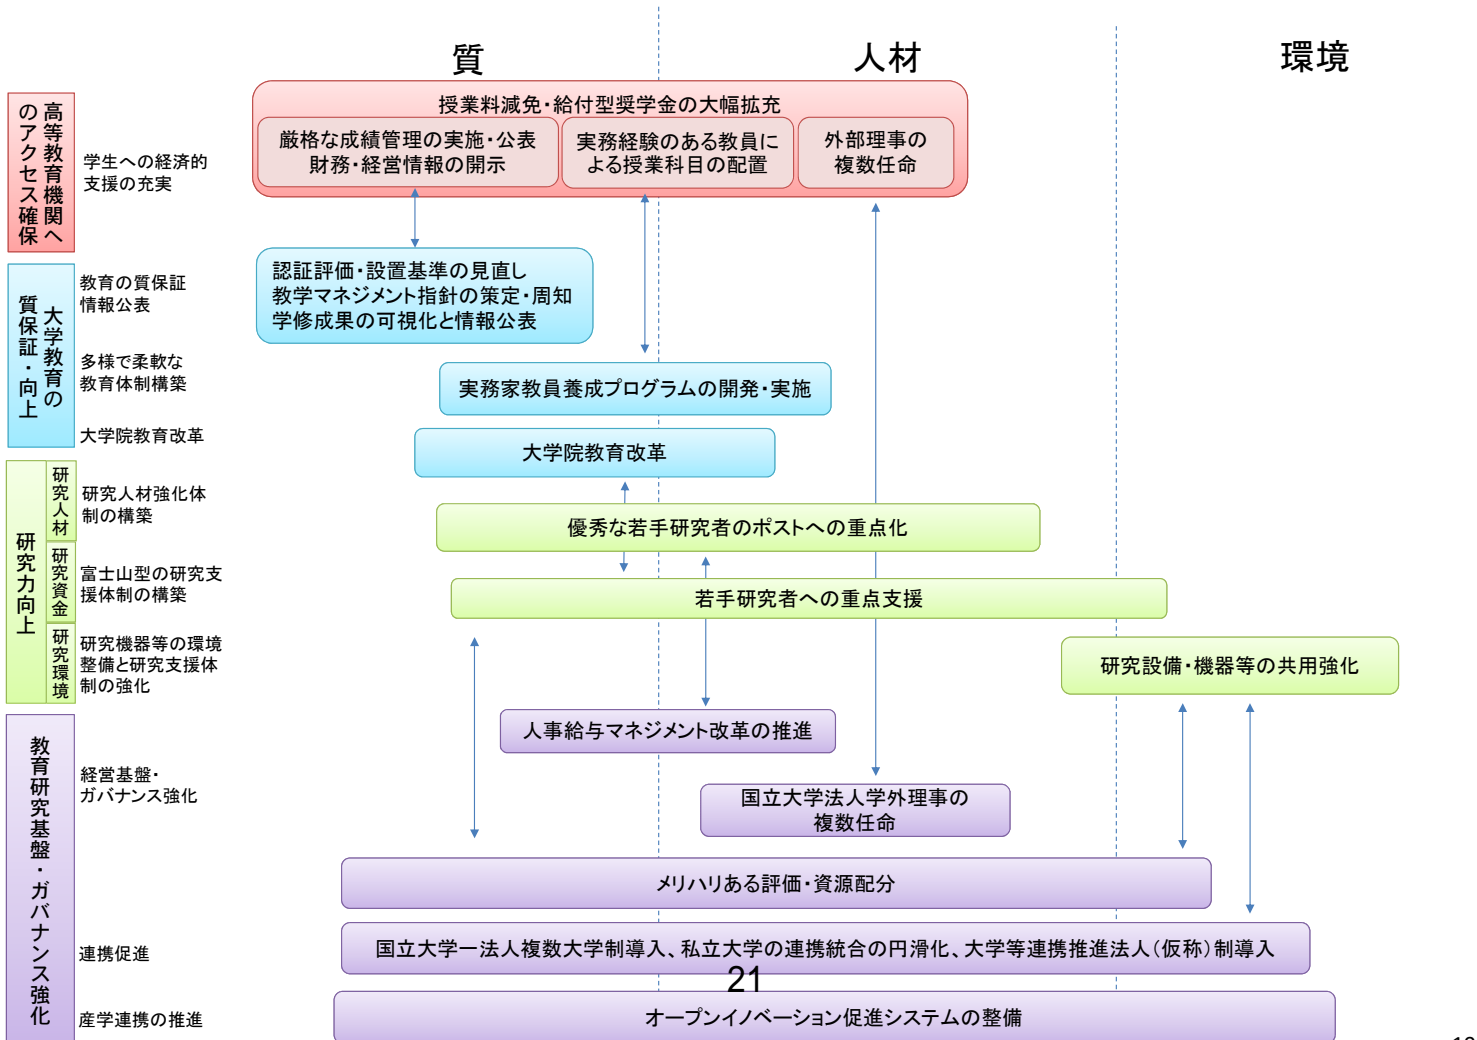 質
人材
環境
高等教育機関へ
のアクセス確保
学生への経済的
支援の充実
授業料減免・給付型奨学金の大幅拡充
厳格な成績管理の実施・公表
財務・経営情報の開示
実務経験のある教員に
よる授業科目の配置
外部理事の
複数任命
大学教育の
質保証・向上
教育の質保証
情報公表
認証評価・設置基準の見直し
教学マネジメント指針の策定・周知
学修成果の可視化と情報公表
多様で柔軟な
教育体制構築
実務家教員養成プログラムの開発・実施
大学院教育改革
大学院教育改革
研究力向上
研究人材
研究人材強化体
制の構築
優秀な若手研究者のポストへの重点化
研究資金
富士山型の研究支
援体制の構築
若手研究者への重点支援
研究環境
研究機器等の環境
整備と研究支援体
制の強化
研究設備・機器等の共用強化
教育研究基盤・ガバナンス強化
人事給与マネジメント改革の推進
経営基盤・
ガバナンス強化
国立大学法人学外理事の
複数任命
メリハリある評価・資源配分
連携促進
国立大学一法人複数大学制導入、私立大学の連携統合の円滑化、大学等連携推進法人（仮称）制導入
21
産学連携の推進
オープンイノベーション促進システムの整備